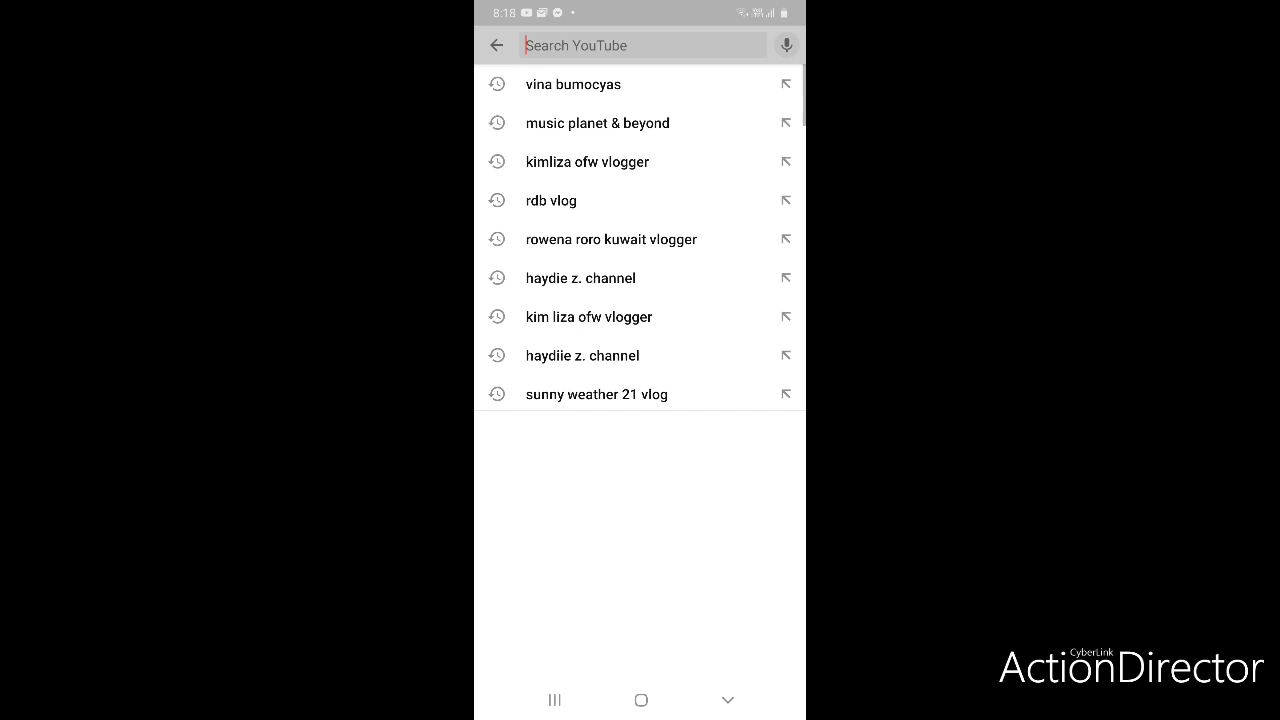 8:18
Search YouTube
vina bumocyas
music planet & beyond
kimliza ofw vlogger
rdb vlog
rowena roro kuwait vlogger
haydie z. channel
kim liza ofw vlogger
haydiie z. channel
sunny weather 21 vlog
CyberLink
ActionDirector